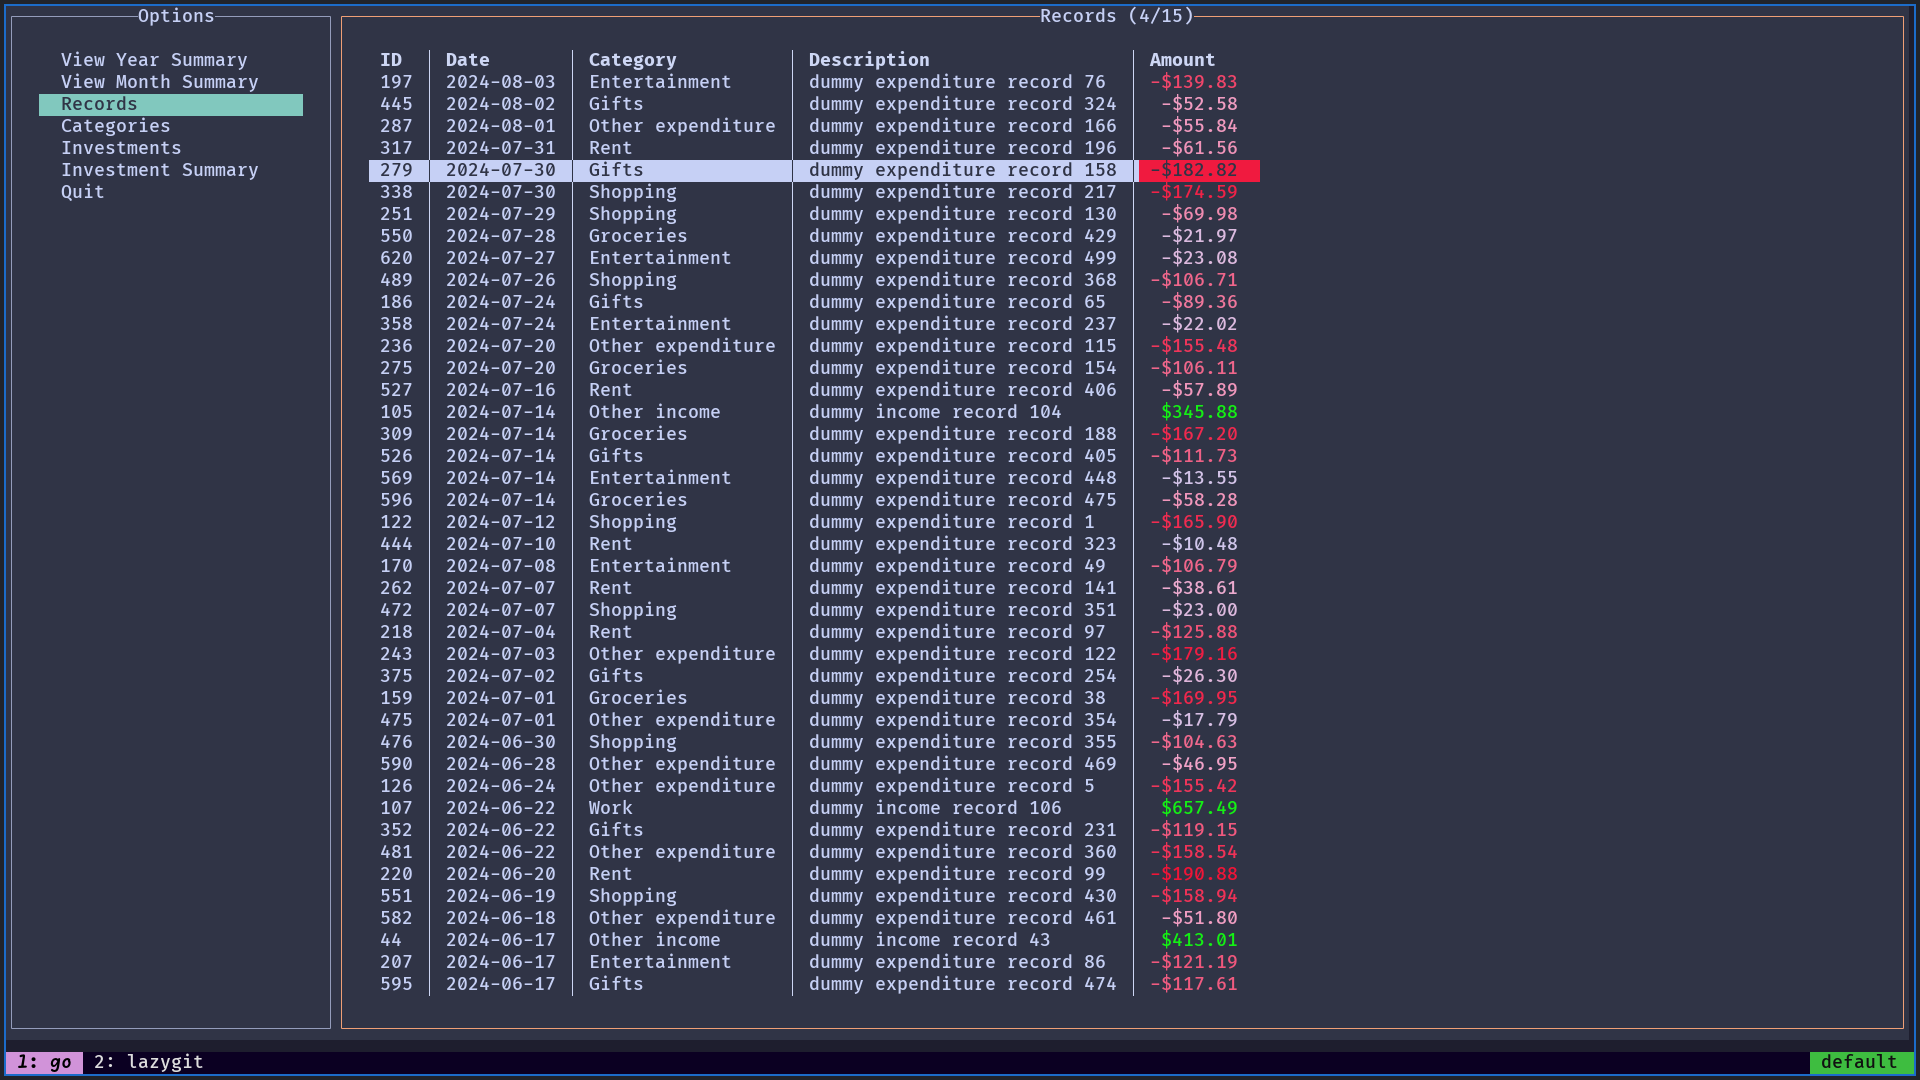 Options
View Year Summary
View Month Summary
Records
Categories
Investments
Investment Summary
Quit
Records (4/15)
ID Date Category Description Amount
197 2024-08-03 Entertainment dummy expenditure record 76 -$139.83
445 2024-08-02 Gifts dummy expenditure record 324 -$52.58
287 2024-08-01 Other expenditure dummy expenditure record 166 -$55.84
317 2024-07-31 Rent dummy expenditure record 196 -$61.56
279 2024-07-30 Gifts dummy expenditure record 158 -$182.82
338 2024-07-30 Shopping dummy expenditure record 217 -$174.59
251 2024-07-29 Shopping dummy expenditure record 130 -$69.98
550 2024-07-28 Groceries dummy expenditure record 429 -$21.97
620 2024-07-27 Entertainment dummy expenditure record 499 -$23.08
489 2024-07-26 Shopping dummy expenditure record 368 -$106.71
186 2024-07-24 Gifts dummy expenditure record 65 -$89.36
358 2024-07-24 Entertainment dummy expenditure record 237 -$22.02
236 2024-07-20 Other expenditure dummy expenditure record 115 -$155.48
275 2024-07-20 Groceries dummy expenditure record 154 -$106.11
527 2024-07-16 Rent dummy expenditure record 406 -$57.89
105 2024-07-14 Other income dummy income record 104 $345.88
309 2024-07-14 Groceries dummy expenditure record 188 -$167.20
526 2024-07-14 Gifts dummy expenditure record 405 -$111.73
569 2024-07-14 Entertainment dummy expenditure record 448 -$13.55
596 2024-07-14 Groceries dummy expenditure record 475 -$58.28
122 2024-07-12 Shopping dummy expenditure record 1 -$165.90
444 2024-07-10 Rent dummy expenditure record 323 -$10.48
170 2024-07-08 Entertainment dummy expenditure record 49 -$106.79
262 2024-07-07 Rent dummy expenditure record 141 -$38.61
472 2024-07-07 Shopping dummy expenditure record 351 -$23.00
218 2024-07-04 Rent dummy expenditure record 97 -$125.88
243 2024-07-03 Other expenditure dummy expenditure record 122 -$179.16
375 2024-07-02 Gifts dummy expenditure record 254 -$26.30
159 2024-07-01 Groceries dummy expenditure record 38 -$169.95
475 2024-07-01 Other expenditure dummy expenditure record 354 -$17.79
476 2024-06-30 Shopping dummy expenditure record 355 -$104.63
590 2024-06-28 Other expenditure dummy expenditure record 469 -$46.95
126 2024-06-24 Other expenditure dummy expenditure record 5 -$155.42
107 2024-06-22 Work dummy income record 106 $657.49
352 2024-06-22 Gifts dummy expenditure record 231 -$119.15
481 2024-06-22 Other expenditure dummy expenditure record 360 -$158.54
220 2024-06-20 Rent dummy expenditure record 99 -$190.88
551 2024-06-19 Shopping dummy expenditure record 430 -$158.94
582 2024-06-18 Other expenditure dummy expenditure record 461 -$51.80
44 2024-06-17 Other income dummy income record 43 $413.01
207 2024-06-17 Entertainment dummy expenditure record 86 -$121.19
595 2024-06-17 Gifts dummy expenditure record 474 -$117.61
1: go 2: lazygit default